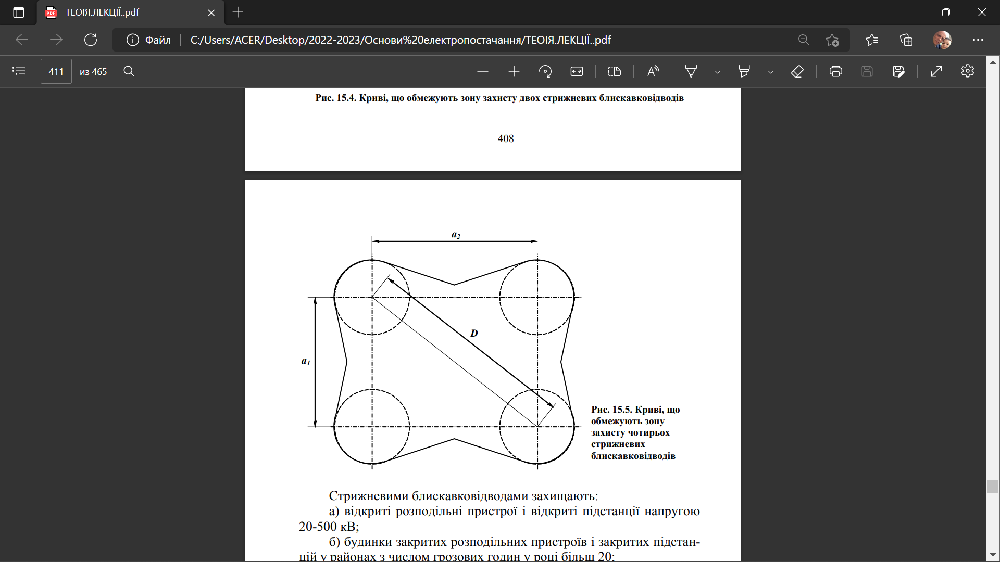 ТЕОІЯ.ЛЕКЦІЇ..pdf
Файл
C:/Users/ACER/Desktop/2022-2023/Основи%20електропостачання/ТЕОІЯ.ЛЕКЦІЇ..pdf
411 из 465
Рис. 15.4. Криві, що обмежують зону захисту двох стрижневих блискавковідводів
408
a2
D
a1
Рис. 15.5. Криві, що
обмежують зону
захисту чотирьох
стрижневих
блискавковідводів
Стрижневими блискавковідводами захищають:
а) відкриті розподільні пристрої і відкриті підстанції напругою
20-500 кВ;
б) будинки закритих розподільних пристроїв і закритих підстан-
цій у районах з числом грозових годин у році більш 20;